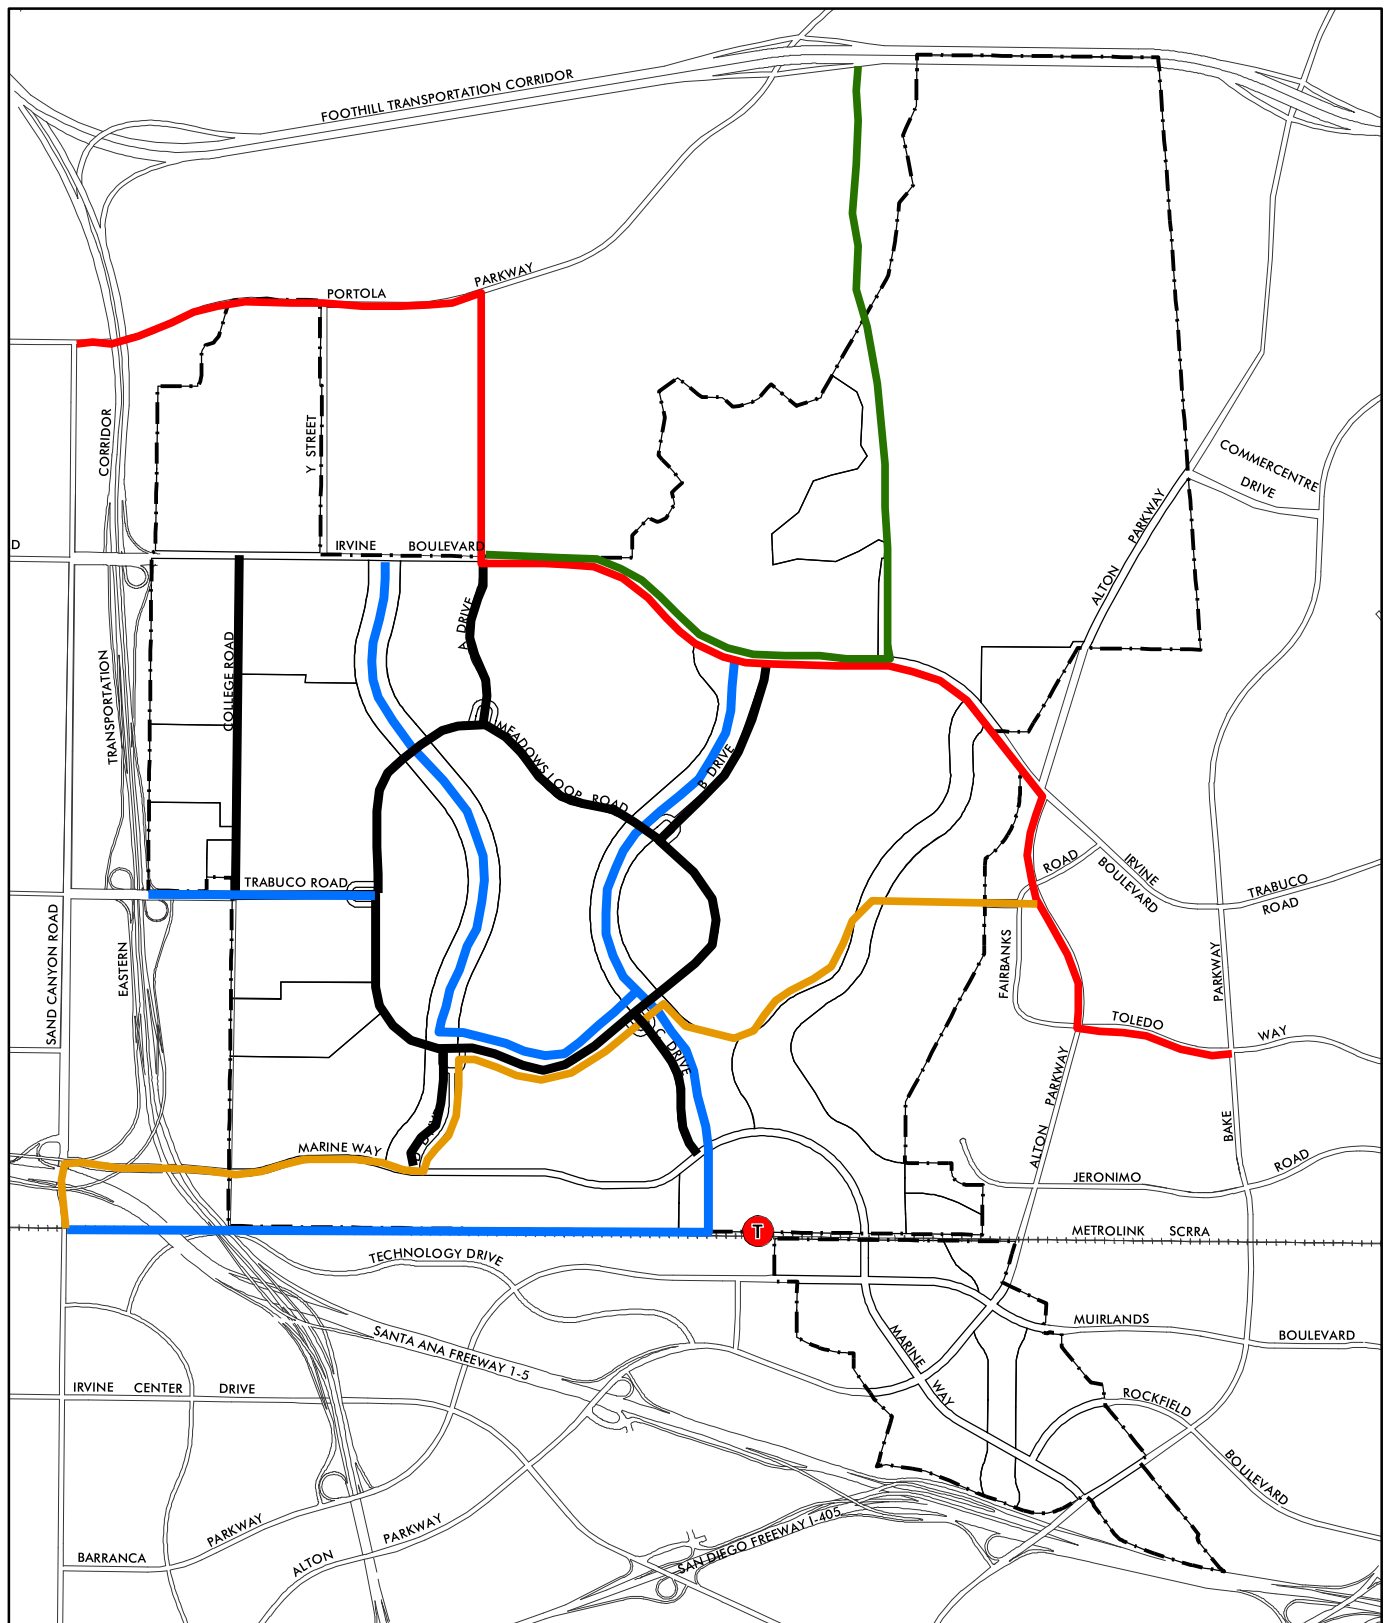 FOOTHILL TRANSPORTATION CORRIDOR
PARKWAY
PORTOLA
CORRIDOR
Y STREET
COMMERCENTRE
DRIVE
ALTON PARKWAY
D
IRVINE BOULEVARD
A DRIVE
COLLEGE ROAD
TRANSPORTATION
MEADOWS LOOP ROAD
B DRIVE
IRVINE
BOULEVARD
ROAD
FAIRBANKS
TRABUCO
ROAD
TRABUCO ROAD
SAND CANYON ROAD
EASTERN
PARKWAY
BAKE
TOLEDO
WAY
C DRIVE
ALTON PARKWAY
MARINE WAY
JERONIMO
ROAD
T
METROLINK SCRRA
TECHNOLOGY DRIVE
MUIRLANDS
BOULEVARD
SANTA ANA FREEWAY 1-5
MARINE
WAY
IRVINE CENTER DRIVE
ROCKFIELD
BOULEVARD
PARKWAY
BARRANCA
ALTON
PARKWAY
SAN DIEGO FREEWAY I-405